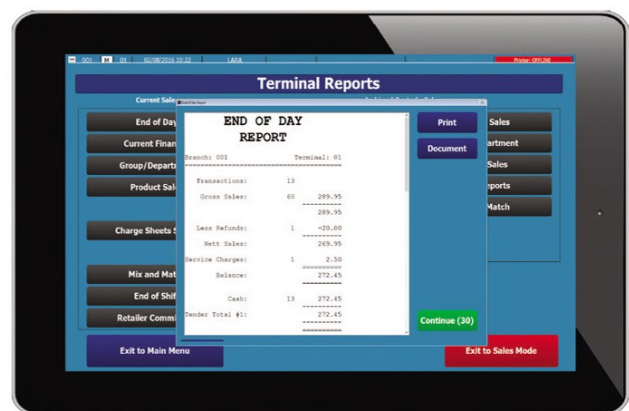 001 M 01 02/08/2016 10:22 LARA Printer: OFFLINE
Terminal Reports
Current Sales
End of Day
Current Finan
Group/Departm
Product Sale
Charge Sheets S
Mix and Mat
End of Shif
Retailer Commi
Exit to Main Menu
END OF DAY
REPORT
Branch: 001 Terminal: 01
Transactions: 13
Gross Sales: 60 289.95
289.95
Less Refunds: 1 -20.00
Nett Sales: 269.95
Service Charges: 1 2.50
Balance: 272.45
Cash: 13 272.45
Tender Total #1: 272.45
Print
Document
Continue (30)
Sales
artment
Sales
eports
Match
Exit to Sales Mode